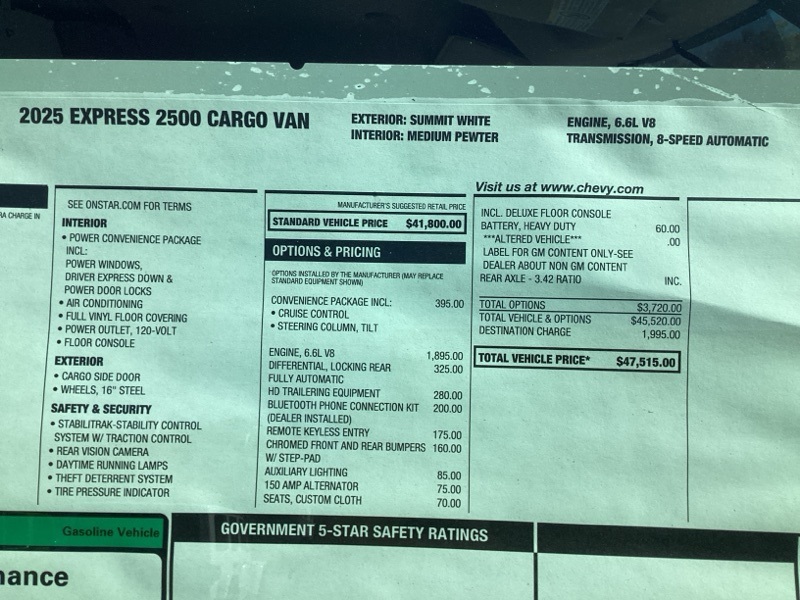 2025 EXPRESS 2500 CARGO VAN
EXTERIOR: SUMMIT WHITE
INTERIOR: MEDIUM PEWTER
ENGINE, 6.6L V8
TRANSMISSION, 8-SPEED AUTOMATIC
CHARGE IN
SEE ONSTAR.COM FOR TERMS
INTERIOR
• POWER CONVENIENCE PACKAGE
INCL:
POWER WINDOWS,
DRIVER EXPRESS DOWN &
POWER DOOR LOCKS
• AIR CONDITIONING
• FULL VINYL FLOOR COVERING
• POWER OUTLET, 120-VOLT
• FLOOR CONSOLE
EXTERIOR
• CARGO SIDE DOOR
• WHEELS, 16" STEEL
SAFETY & SECURITY
• STABILITRAK-STABILITY CONTROL
SYSTEM W/ TRACTION CONTROL
• REAR VISION CAMERA
• DAYTIME RUNNING LAMPS
• THEFT DETERRENT SYSTEM
• TIRE PRESSURE INDICATOR
MANUFACTURER'S SUGGESTED RETAIL PRICE
STANDARD VEHICLE PRICE $41,800.00
OPTIONS & PRICING
OPTIONS INSTALLED BY THE MANUFACTURER (MAY REPLACE
STANDARD EQUIPMENT SHOWN)
CONVENIENCE PACKAGE INCL: 395.00
• CRUISE CONTROL
• STEERING COLUMN, TILT
ENGINE, 6.6L V8 1,895.00
DIFFERENTIAL, LOCKING REAR 325.00
FULLY AUTOMATIC
HD TRAILERING EQUIPMENT 280.00
BLUETOOTH PHONE CONNECTION KIT 200.00
(DEALER INSTALLED)
REMOTE KEYLESS ENTRY 175.00
CHROMED FRONT AND REAR BUMPERS 160.00
W/ STEP-PAD
AUXILIARY LIGHTING 85.00
150 AMP ALTERNATOR 75.00
SEATS, CUSTOM CLOTH 70.00
Visit us at www.chevy.com
INCL. DELUXE FLOOR CONSOLE
BATTERY, HEAVY DUTY 60.00
***ALTERED VEHICLE*** .00
LABEL FOR GM CONTENT ONLY-SEE
DEALER ABOUT NON GM CONTENT
REAR AXLE - 3.42 RATIO INC.
TOTAL OPTIONS $3,720.00
TOTAL VEHICLE & OPTIONS $45,520.00
DESTINATION CHARGE 1,995.00
TOTAL VEHICLE PRICE* $47,515.00
Gasoline Vehicle
GOVERNMENT 5-STAR SAFETY RATINGS